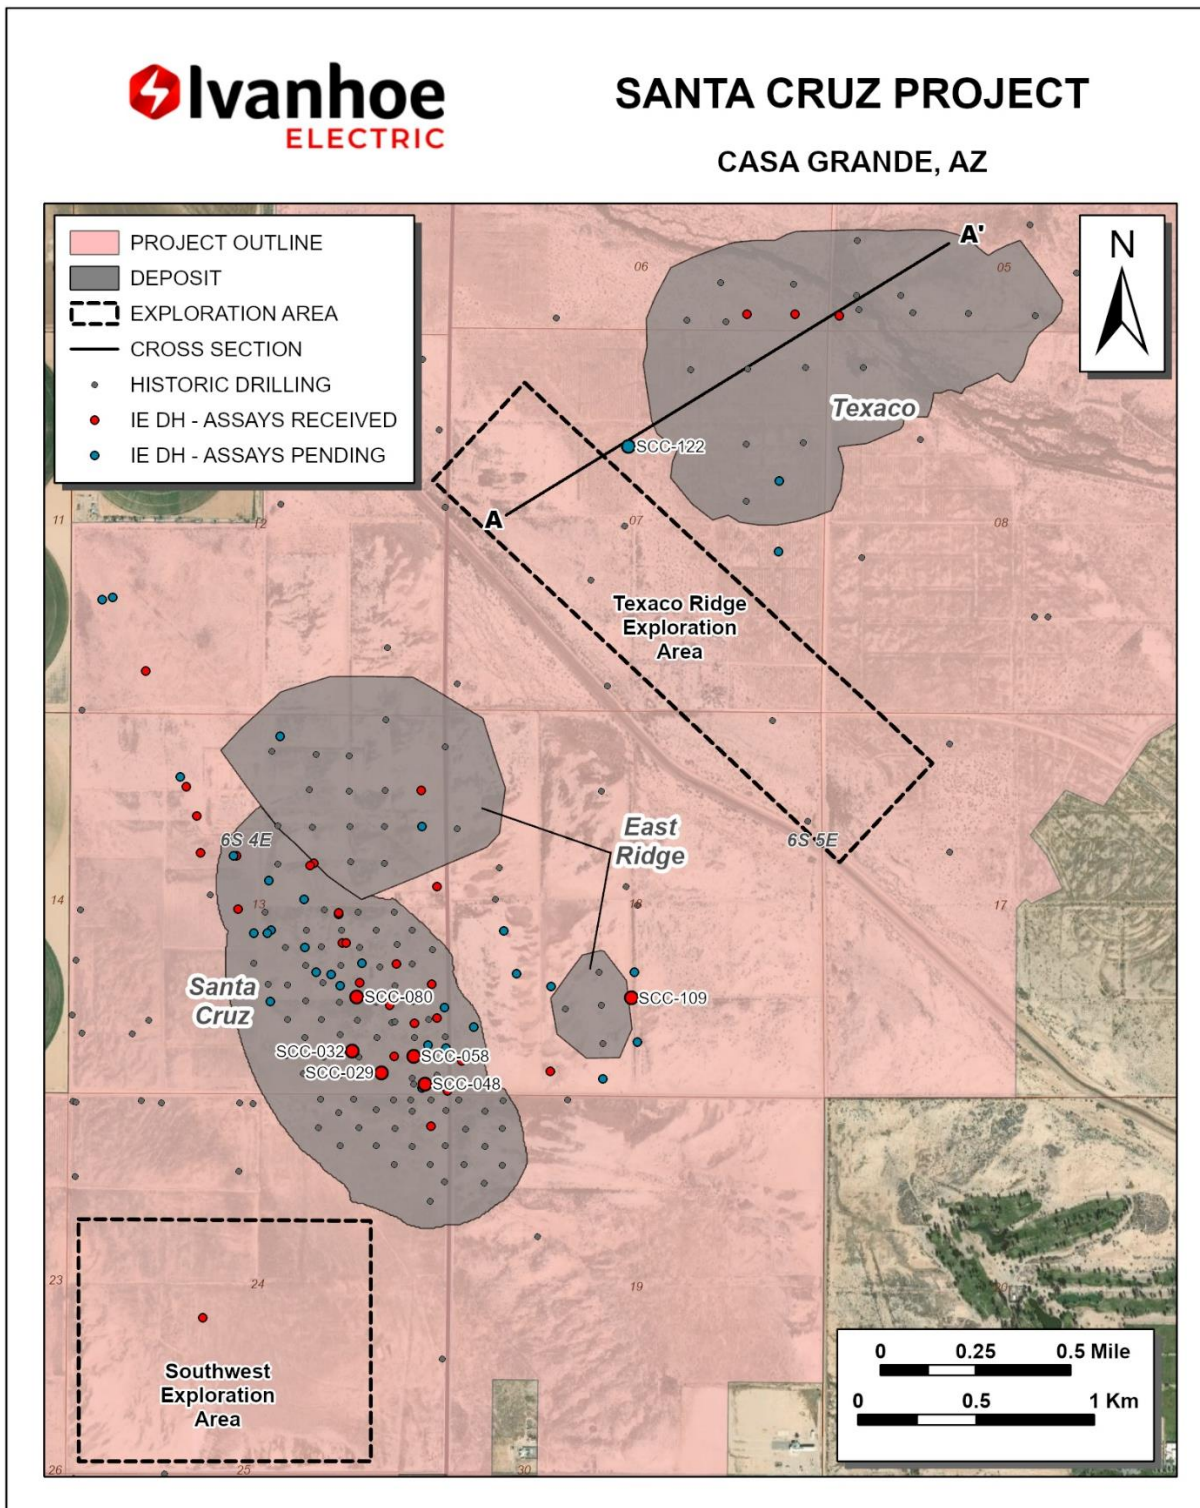 Ivanhoe
ELECTRIC
SANTA CRUZ PROJECT
CASA GRANDE, AZ
PROJECT OUTLINE
DEPOSIT
EXPLORATION AREA
CROSS SECTION
HISTORIC DRILLING
IE DH - ASSAYS RECEIVED
IE DH - ASSAYS PENDING
N
A'
06
05
Texaco
SCC-122
A
11
12
07
08
Texaco Ridge
Exploration
Area
East
Ridge
6S 4E
6S 5E
14
13
18
17
Santa
Cruz
SCC-080
SCC-109
SCC-032
SCC-058
SCC-029
SCC-048
23
24
19
20
Southwest
Exploration
Area
0 0.25 0.5 Mile
0 0.5 1 Km
26
25
30